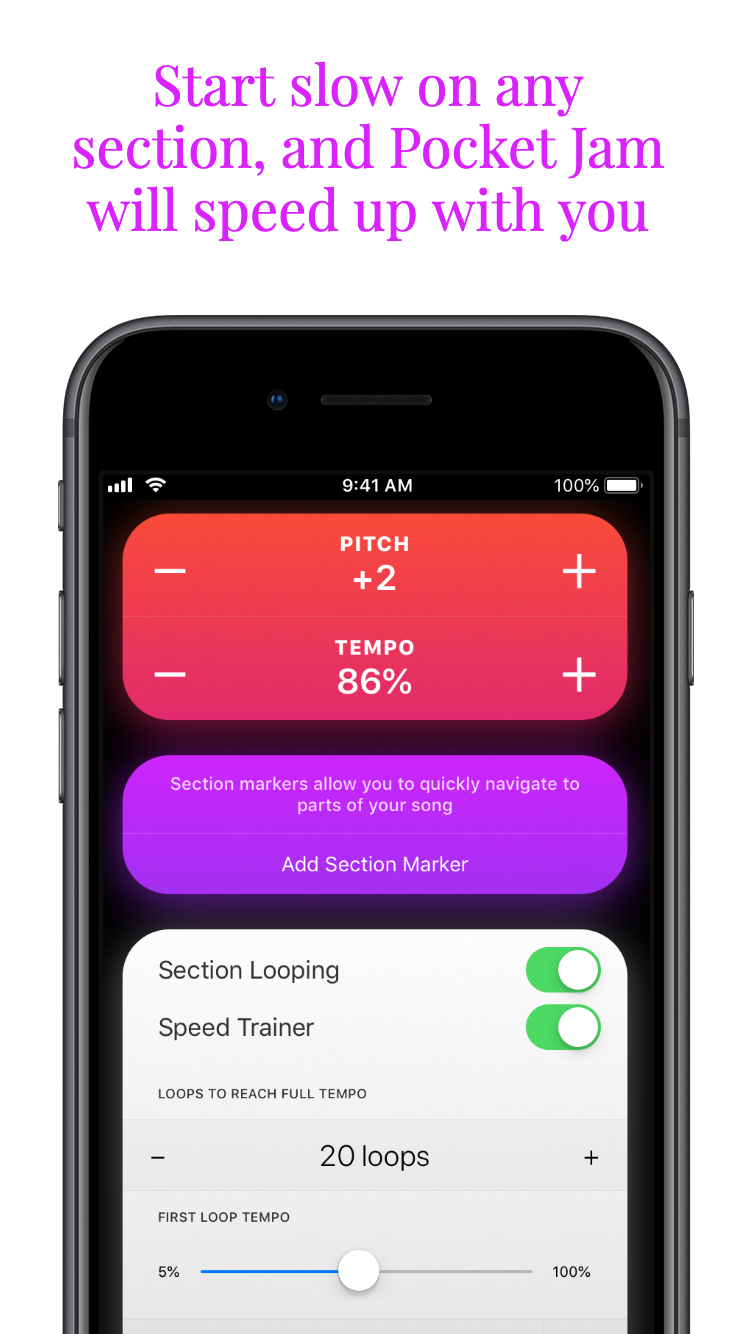 Start slow on any
section, and Pocket Jam
will speed up with you
9:41 AM
100%
PITCH
− +2 +
TEMPO
− 86% +
Section markers allow you to quickly navigate to
parts of your song
Add Section Marker
Section Looping
Speed Trainer
LOOPS TO REACH FULL TEMPO
− 20 loops +
FIRST LOOP TEMPO
5% 100%